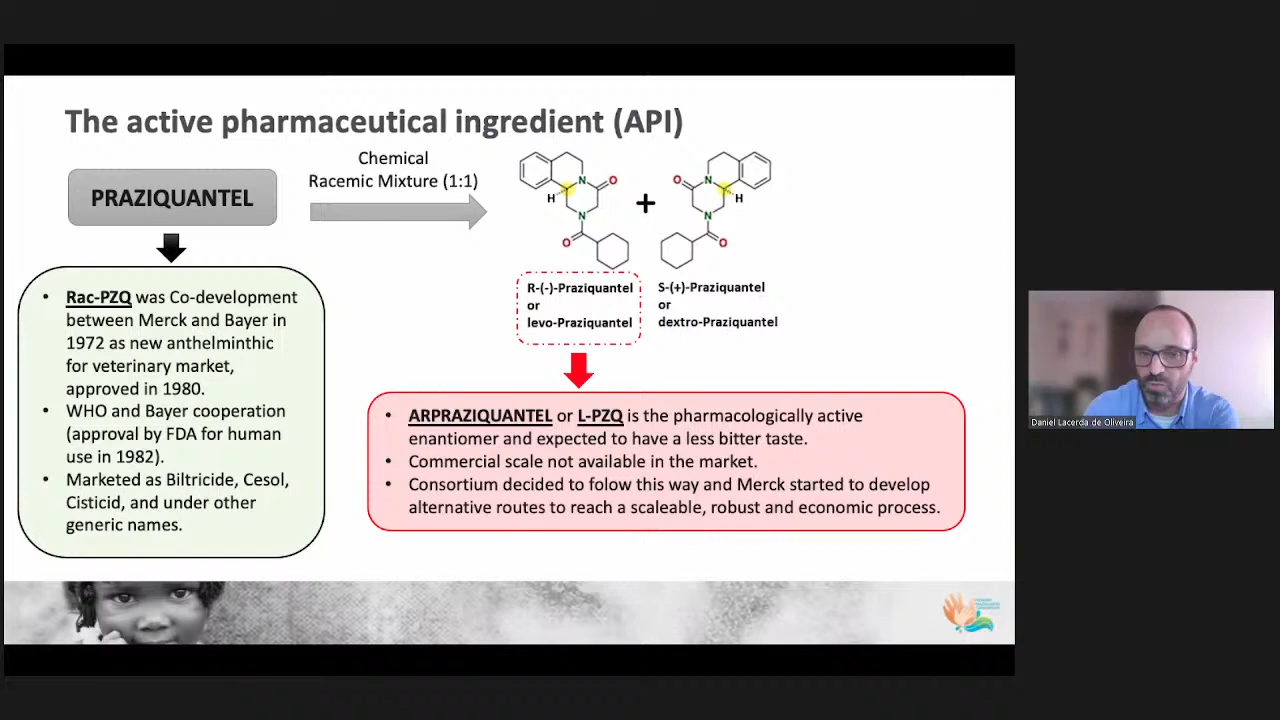 The active pharmaceutical ingredient (API)
PRAZIQUANTEL
Chemical
Racemic Mixture (1:1)
N
O
H
N
O
+
O
N
H
N
O
R-(-)-Praziquantel
or
levo-Praziquantel
S-(+)-Praziquantel
or
dextro-Praziquantel
• Rac-PZQ was Co-development
between Merck and Bayer in
1972 as new anthelminthic
for veterinary market,
approved in 1980.
• WHO and Bayer cooperation
(approval by FDA for human
use in 1982).
• Marketed as Biltricide, Cesol,
Cisticid, and under other
generic names.
• ARPRAZIQUANTEL or L-PZQ is the pharmacologically active
enantiomer and expected to have a less bitter taste.
• Commercial scale not available in the market.
• Consortium decided to folow this way and Merck started to develop
alternative routes to reach a scaleable, robust and economic process.
Daniel Lacerda de Oliveira